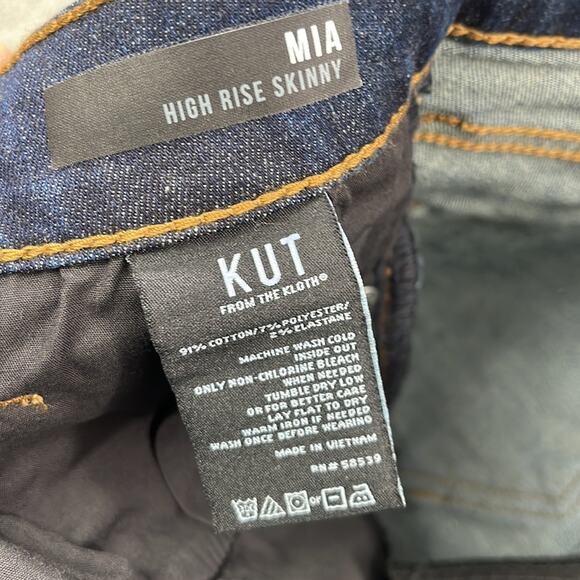 MIA
HIGH RISE SKINNY
KUT
FROM THE KLOTH®
91% COTTON/7% POLYESTER/
2% ELASTANE
MACHINE WASH COLD
INSIDE OUT
ONLY NON-CHLORINE BLEACH
WHEN NEEDED
TUMBLE DRY LOW
OR FOR BETTER CARE
LAY FLAT TO DRY
WARM IRON IF NEEDED
WASH ONCE BEFORE WEARING
MADE IN VIETNAM
RN# 58539
or